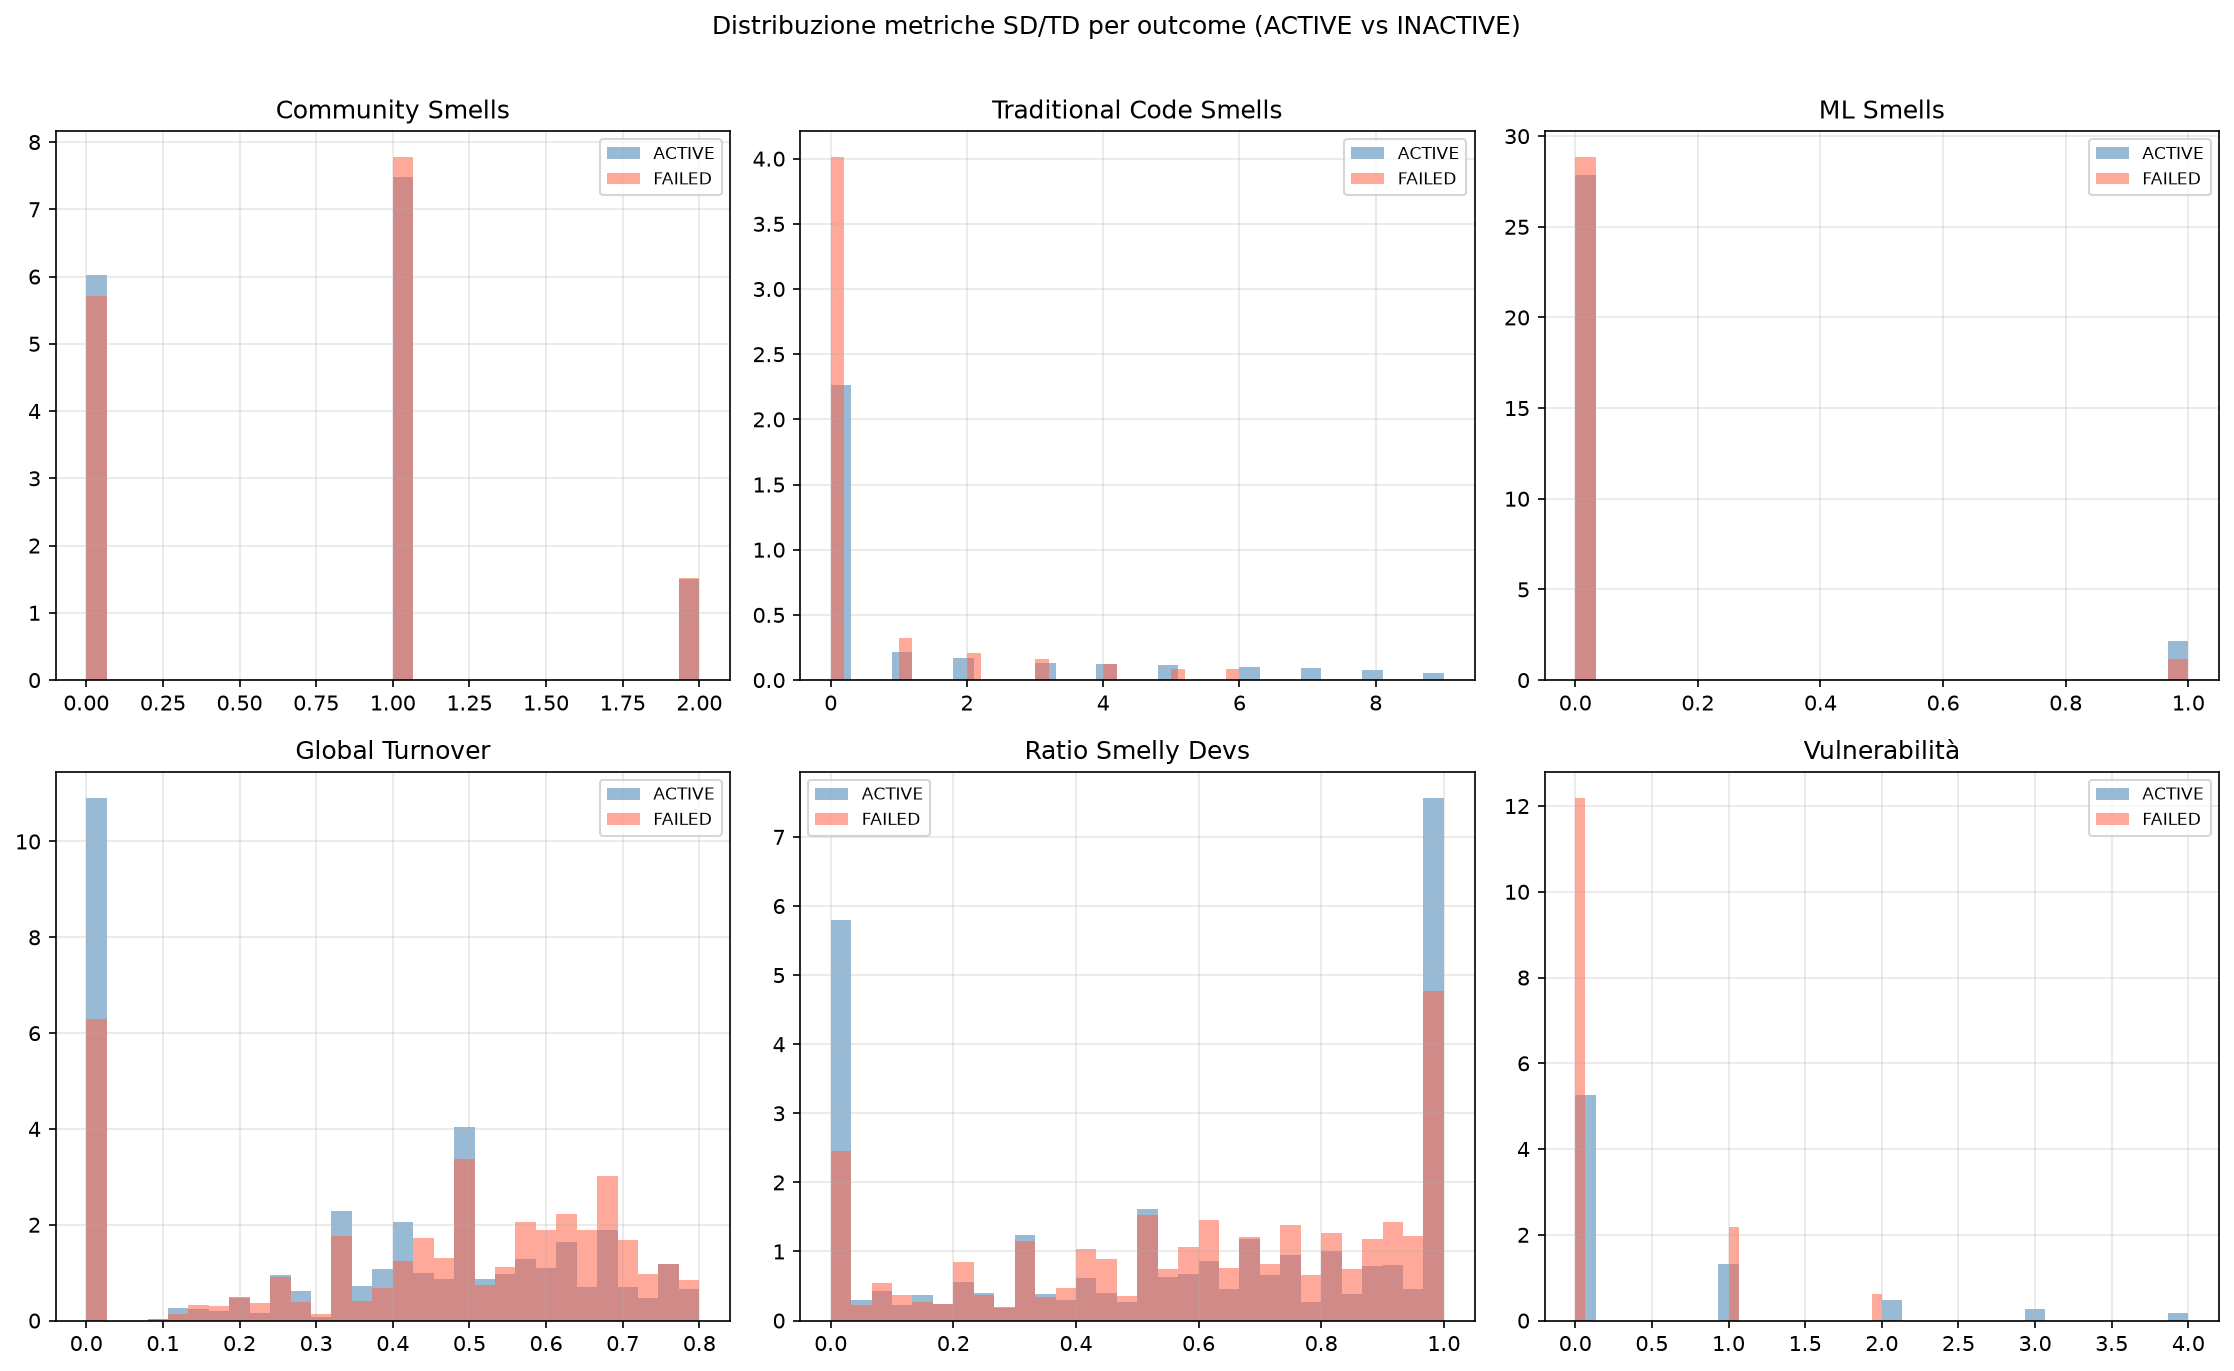 Distribuzione metriche SD/TD per outcome (ACTIVE vs INACTIVE)
Community Smells
8
7
6
5
4
3
2
1
0
0.00 0.25 0.50 0.75 1.00 1.25 1.50 1.75 2.00
ACTIVE
FAILED
Traditional Code Smells
4.0
3.5
3.0
2.5
2.0
1.5
1.0
0.5
0.0
0 2 4 6 8
ACTIVE
FAILED
ML Smells
30
25
20
15
10
5
0
0.0 0.2 0.4 0.6 0.8 1.0
ACTIVE
FAILED
Global Turnover
10
8
6
4
2
0
0.0 0.1 0.2 0.3 0.4 0.5 0.6 0.7 0.8
ACTIVE
FAILED
Ratio Smelly Devs
7
6
5
4
3
2
1
0
0.0 0.2 0.4 0.6 0.8 1.0
ACTIVE
FAILED
Vulnerabilità
12
10
8
6
4
2
0
0.0 0.5 1.0 1.5 2.0 2.5 3.0 3.5 4.0
ACTIVE
FAILED